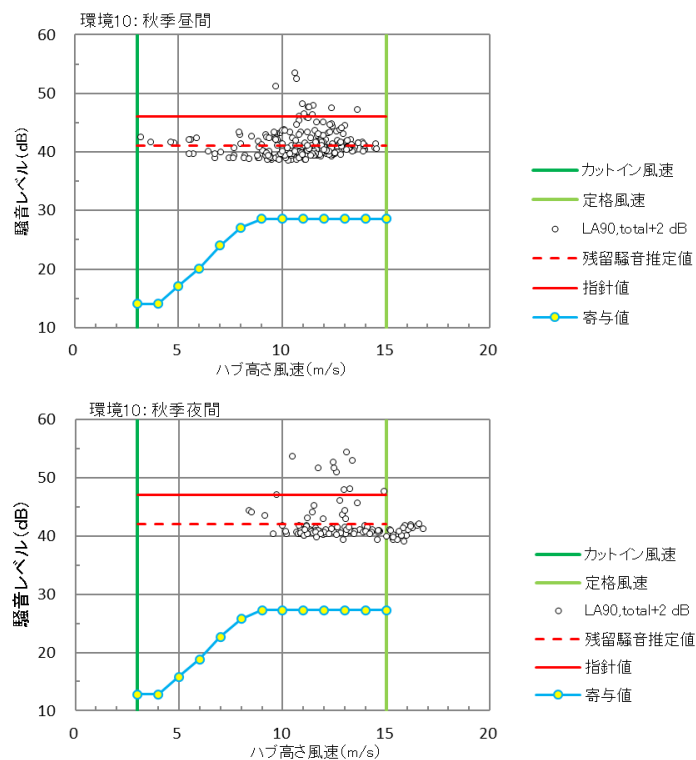 環境10：秋季昼間
60
50
40
30
20
10
騒音レベル(dB)
0
5
10
15
20
ハブ高さ風速(m/s)
カットイン風速
定格風速
LA90,total+2 dB
残留騒音推定値
指針値
寄与値
環境10：秋季夜間
60
50
40
30
20
10
騒音レベル(dB)
0
5
10
15
20
ハブ高さ風速(m/s)
カットイン風速
定格風速
LA90,total+2 dB
残留騒音推定値
指針値
寄与値